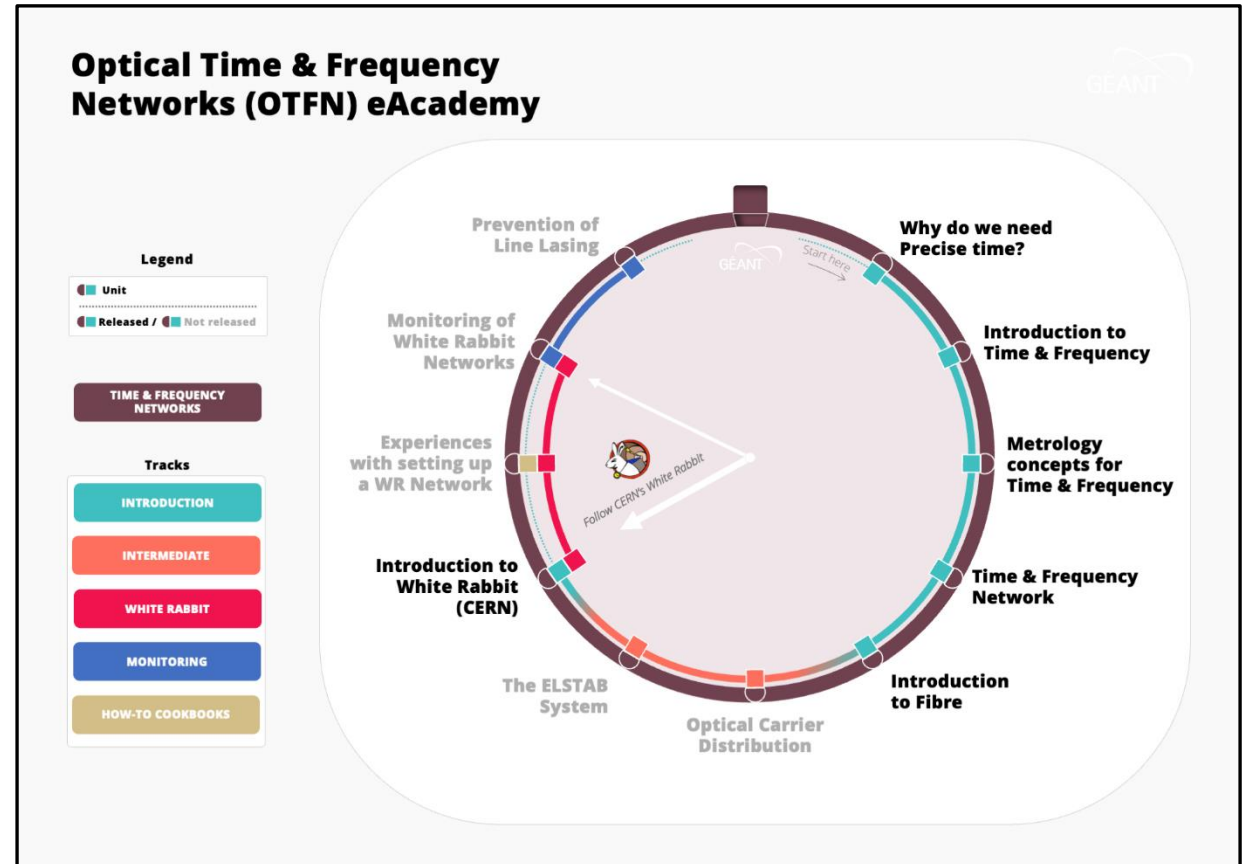 Optical Time & Frequency
Networks (OTFN) eAcademy
GÉANT
Legend
Unit
Released / Not released
TIME & FREQUENCY
NETWORKS
Tracks
INTRODUCTION
INTERMEDIATE
WHITE RABBIT
MONITORING
HOW-TO COOKBOOKS
GÉANT
Start here
Why do we need
Precise time?
Introduction to
Time & Frequency
Metrology
concepts for
Time & Frequency
Time & Frequency
Network
Introduction
to Fibre
Optical Carrier
Distribution
The ELSTAB
System
Introduction to
White Rabbit
(CERN)
Experiences
with setting up
a WR Network
Monitoring of
White Rabbit
Networks
Prevention of
Line Lasing
Follow CERN's White Rabbit